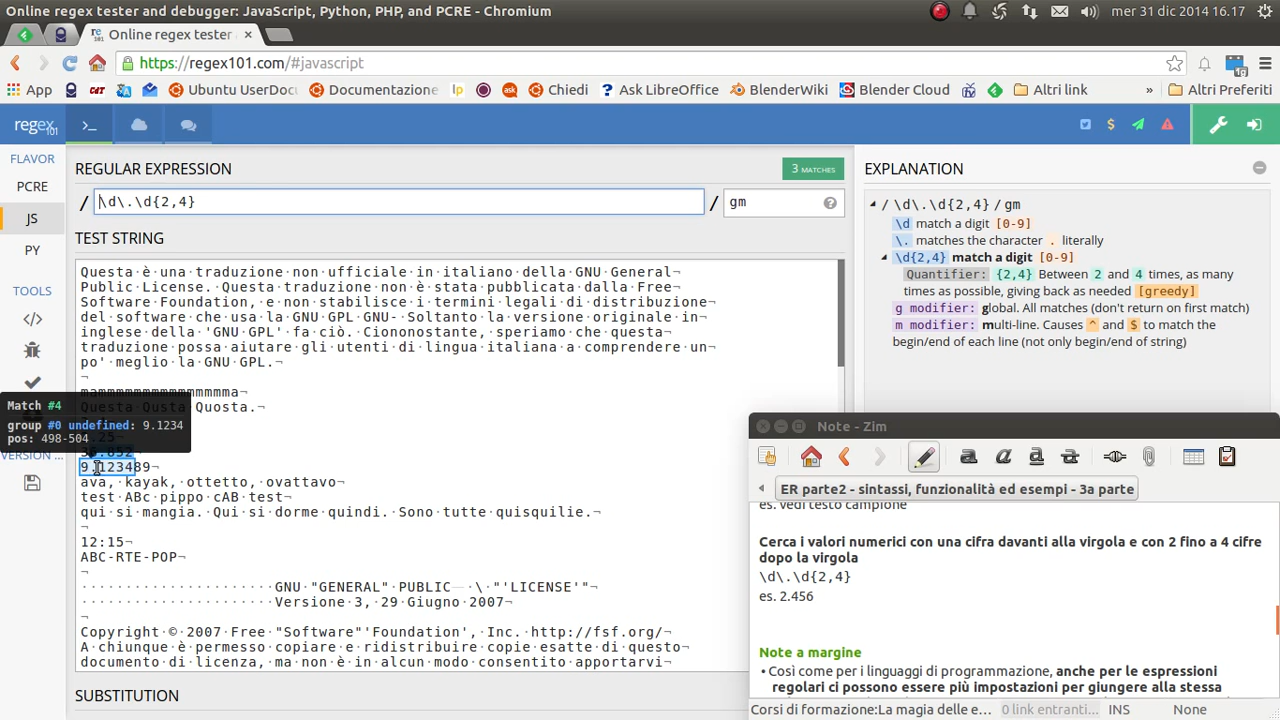 Online regex tester and debugger: JavaScript, Python, PHP, and PCRE - Chromium
mer 31 dic 2014 16.17
Online regex tester
https://regex101.com/#javascript
App
Ubuntu UserDocu
Documentazione
Chiedi
Ask LibreOffice
BlenderWiki
Blender Cloud
Altri link
»
Altri Preferiti
regex101
FLAVOR
PCRE
JS
PY
TOOLS
VERSION ...
REGULAR EXPRESSION
3 MATCHES
/ \d\.\d{2,4} / gm
TEST STRING
Questa·è·una·traduzione·non·ufficiale·in·italiano·della·GNU·General¬
Public·License.·Questa·traduzione·non·è·stata·pubblicata·dalla·Free¬
Software·Foundation,·e·non·stabilisce·i·termini·legali·di·distribuzione¬
del·software·che·usa·la·GNU·GPL·GNU--Soltanto·la·versione·originale·in¬
inglese·della·'GNU·GPL'·fa·ciò.·Ciononostante,·speriamo·che·questa¬
traduzione·possa·aiutare·gli·utenti·di·lingua·italiana·a·comprendere·un¬
po'·meglio·la·GNU·GPL.¬
¬
mammmmmmmmmmmmmma¬
Questa·Qusta·Quosta.¬
Match #4
group #0 undefined: 9.1234
pos: 498-504
9.123489¬
ava,·kayak,·ottetto,·ovattavo¬
test·ABc·pippo·cAB·test¬
qui·si·mangia.·Qui·si·dorme·quindi.·Sono·tutte·quisquilie.¬
¬
12:15¬
ABC-RTE-POP¬
¬
GNU·"GENERAL"·PUBLIC \·"'LICENSE'"¬
Versione·3,·29·Giugno·2007¬
¬
Copyright·©·2007·Free·"Software"'Foundation',·Inc.·http://fsf.org/¬
A·chiunque·è·permesso·copiare·e·ridistribuire·copie·esatte·di·questo¬
documento·di·licenza,·ma·non·è·in·alcun·modo·consentito·apportarvi¬
SUBSTITUTION
EXPLANATION
/ \d\.\d{2,4} / gm
\d match a digit [0-9]
\. matches the character . literally
\d{2,4} match a digit [0-9]
Quantifier: {2,4} Between 2 and 4 times, as many
times as possible, giving back as needed [greedy]
g modifier: global. All matches (don't return on first match)
m modifier: multi-line. Causes ^ and $ to match the
begin/end of each line (not only begin/end of string)
Note - Zim
ER parte2 - sintassi, funzionalità ed esempi - 3a parte
es. vedi testo campione
Cerca i valori numerici con una cifra davanti alla virgola e con 2 fino a 4 cifre
dopo la virgola
\d\.\d{2,4}
es. 2.456
Note a margine
• Così come per i linguaggi di programmazione, anche per le espressioni
regolari ci possono essere più impostazioni per giungere alla stessa
Corsi di formazione:La magia delle e...
0 link entranti...
INS
None